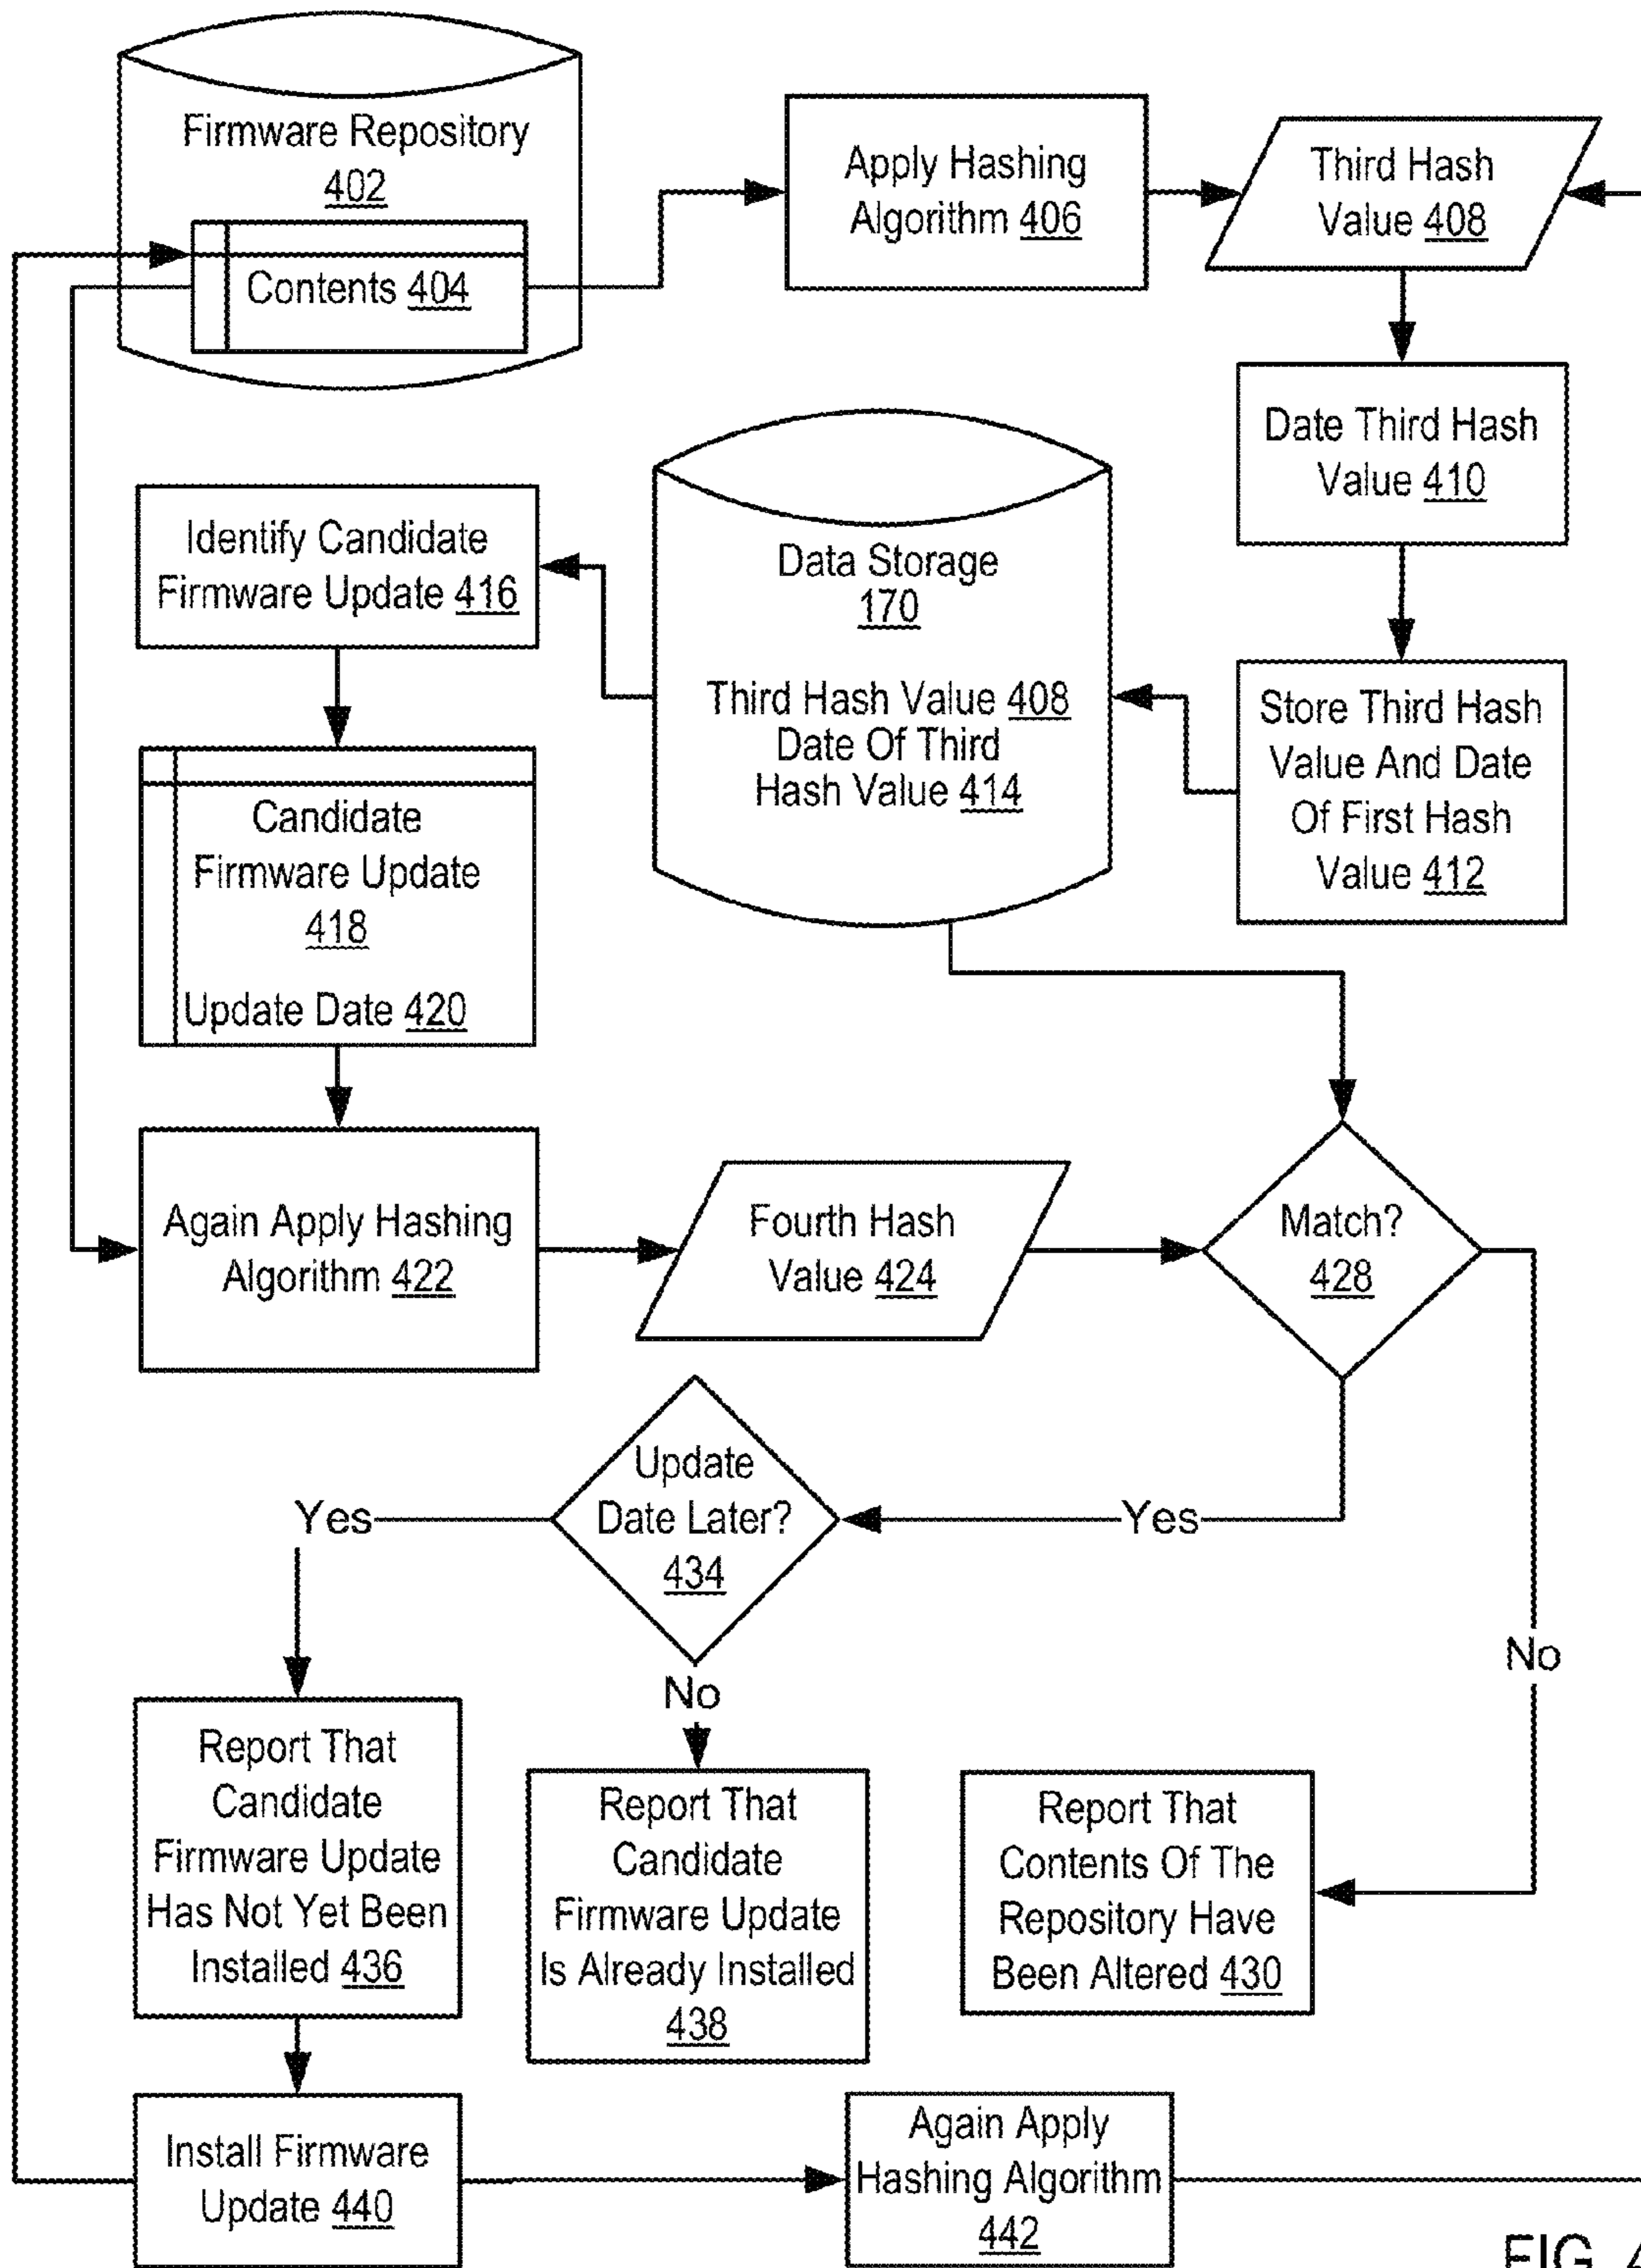 Firmware Repository
402
Contents 404
Apply Hashing
Algorithm 406
Third Hash
Value 408
Date Third Hash
Value 410
Store Third Hash
Value And Date
Of First Hash
Value 412
Data Storage
170
Third Hash Value 408
Date Of Third
Hash Value 414
Identify Candidate
Firmware Update 416
Candidate
Firmware Update
418
Update Date 420
Again Apply Hashing
Algorithm 422
Fourth Hash
Value 424
Match?
428
Yes
No
Update
Date Later?
434
Yes
No
Report That
Candidate
Firmware Update
Has Not Yet Been
Installed 436
Report That
Candidate
Firmware Update
Is Already Installed
438
Report That
Contents Of The
Repository Have
Been Altered 430
Install Firmware
Update 440
Again Apply
Hashing Algorithm
442
FIG. 4